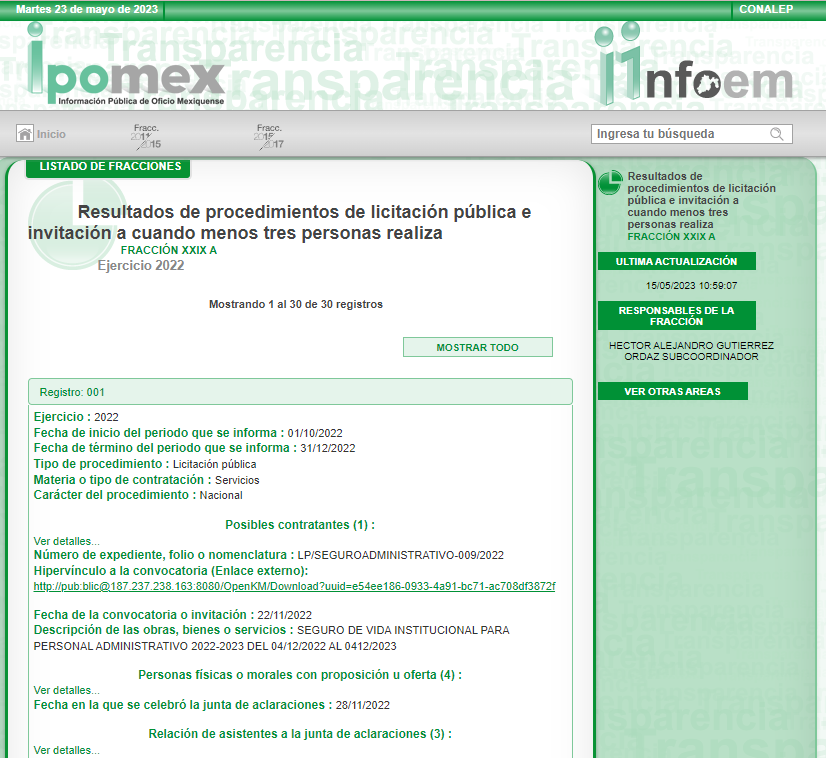 Martes 23 de mayo de 2023
CONALEP
ipomex
Información Pública de Oficio Mexiquense
infoem
Inicio
Fracc.
2015
Fracc.
2017
Ingresa tu búsqueda
LISTADO DE FRACCIONES
Resultados de procedimientos de licitación pública e
invitación a cuando menos tres personas realiza
FRACCIÓN XXIX A
Ejercicio 2022
Mostrando 1 al 30 de 30 registros
MOSTRAR TODO
Registro: 001
Ejercicio : 2022
Fecha de inicio del periodo que se informa : 01/10/2022
Fecha de término del periodo que se informa : 31/12/2022
Tipo de procedimiento : Licitación pública
Materia o tipo de contratación : Servicios
Carácter del procedimiento : Nacional
Posibles contratantes (1) :
Ver detalles...
Número de expediente, folio o nomenclatura : LP/SEGUROADMINISTRATIVO-009/2022
Hipervínculo a la convocatoria (Enlace externo):
http://pub:blic@187.237.238.163:8080/OpenKM/Download?uuid=e54ee186-0933-4a91-bc71-ac708df3872f
Fecha de la convocatoria o invitación : 22/11/2022
Descripción de las obras, bienes o servicios : SEGURO DE VIDA INSTITUCIONAL PARA
PERSONAL ADMINISTRATIVO 2022-2023 DEL 04/12/2022 AL 0412/2023
Personas físicas o morales con proposición u oferta (4) :
Ver detalles...
Fecha en la que se celebró la junta de aclaraciones : 28/11/2022
Relación de asistentes a la junta de aclaraciones (3) :
Ver detalles...
Resultados de
procedimientos de licitación
pública e invitación a
cuando menos tres
personas realiza
FRACCIÓN XXIX A
ULTIMA ACTUALIZACIÓN
15/05/2023 10:59:07
RESPONSABLES DE LA
FRACCIÓN
HECTOR ALEJANDRO GUTIERREZ
ORDAZ SUBCOORDINADOR
VER OTRAS AREAS